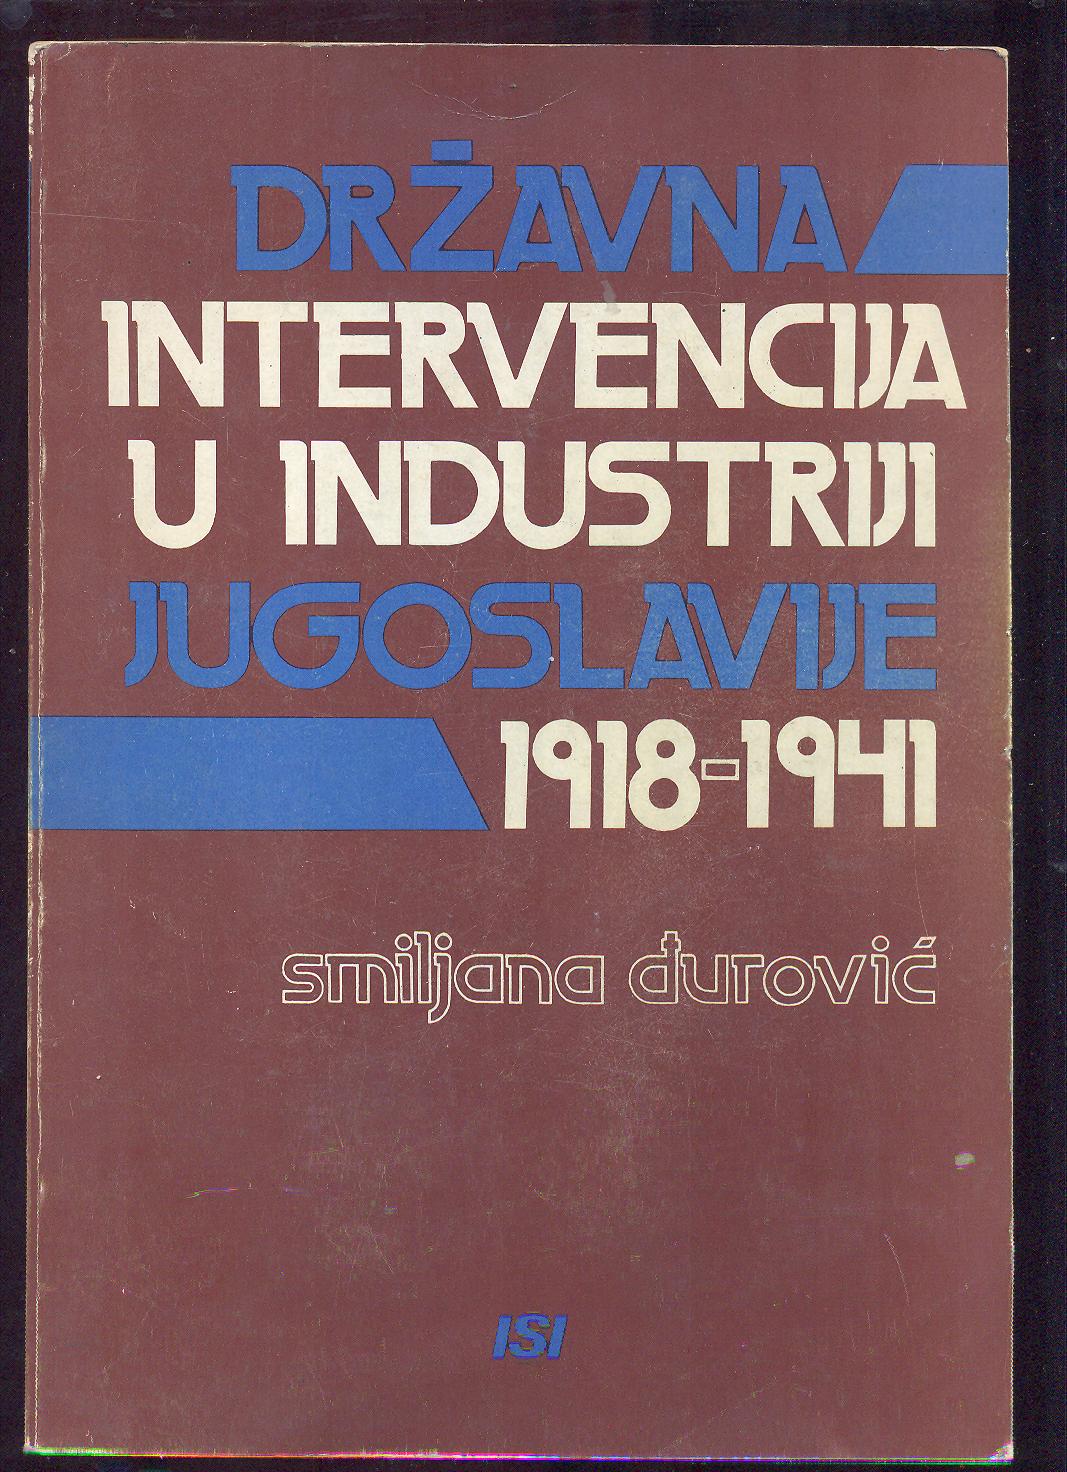 DRŽAVNA
INTERVENCIJA
U INDUSTRIJI
JUGOSLAVIJE
1918-1941
smiljana đurović
ISI